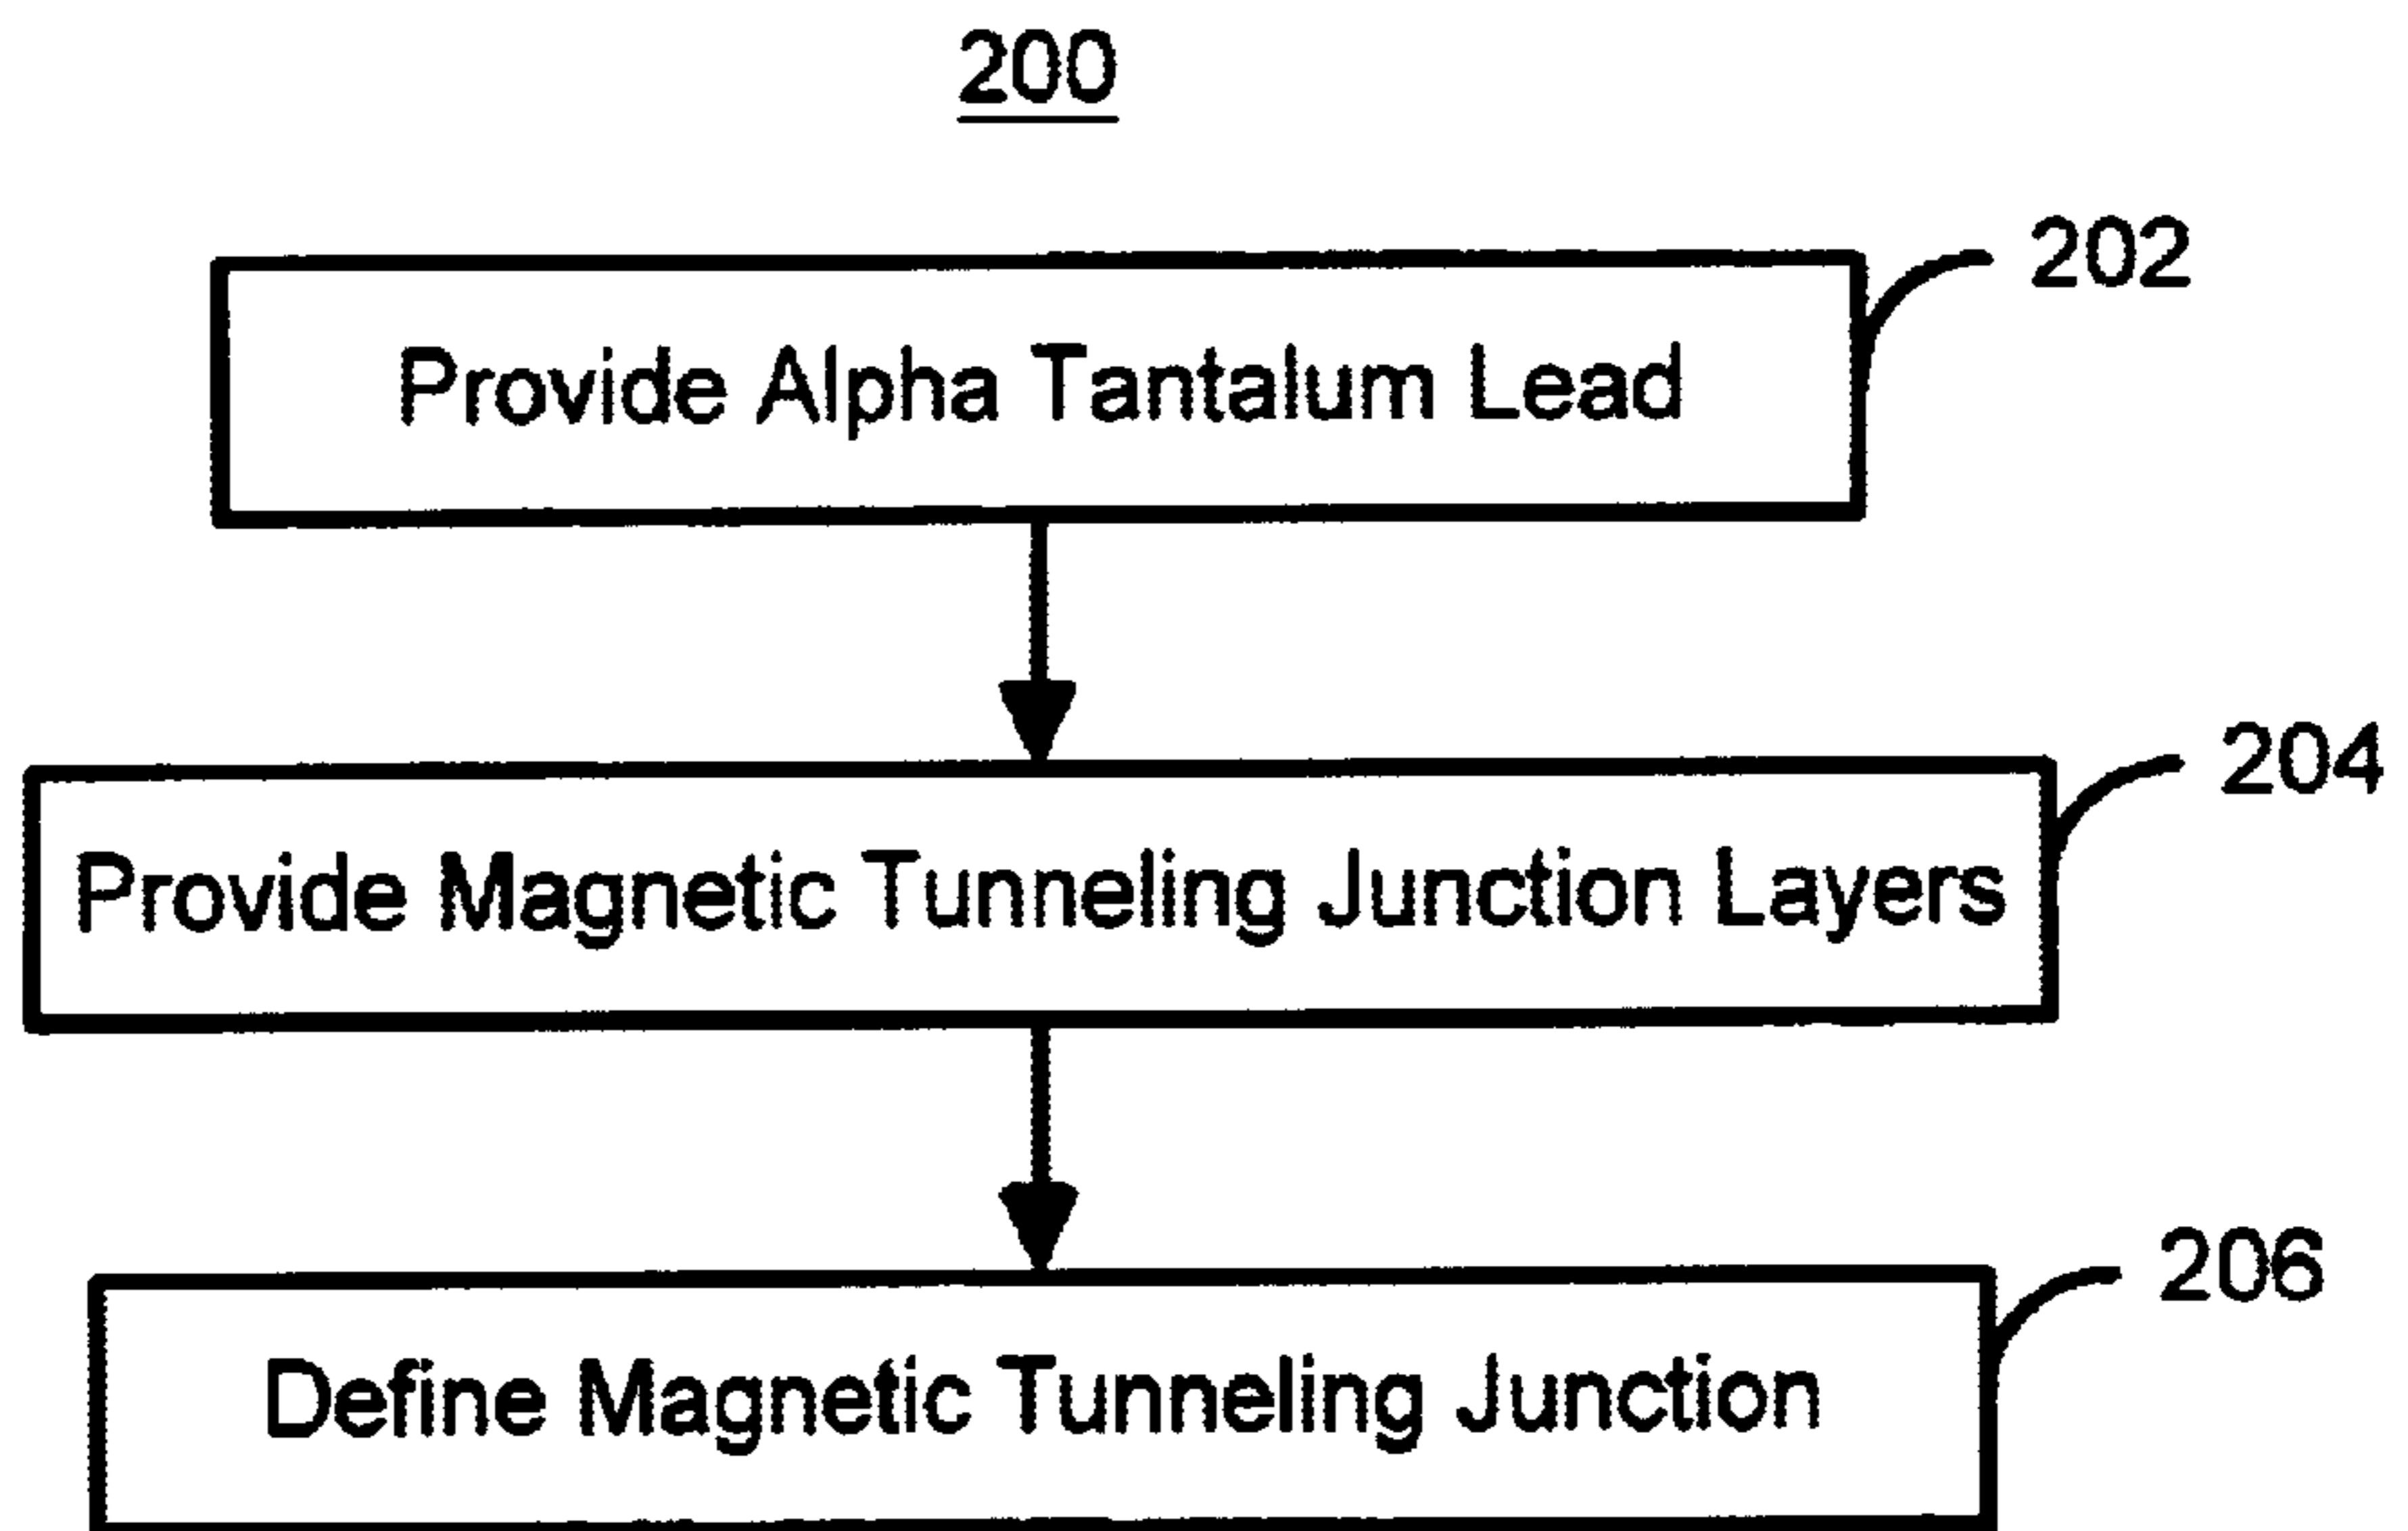 200
202
Provide Alpha Tantalum Lead
204
Provide Magnetic Tunneling Junction Layers
206
Define Magnetic Tunneling Junction